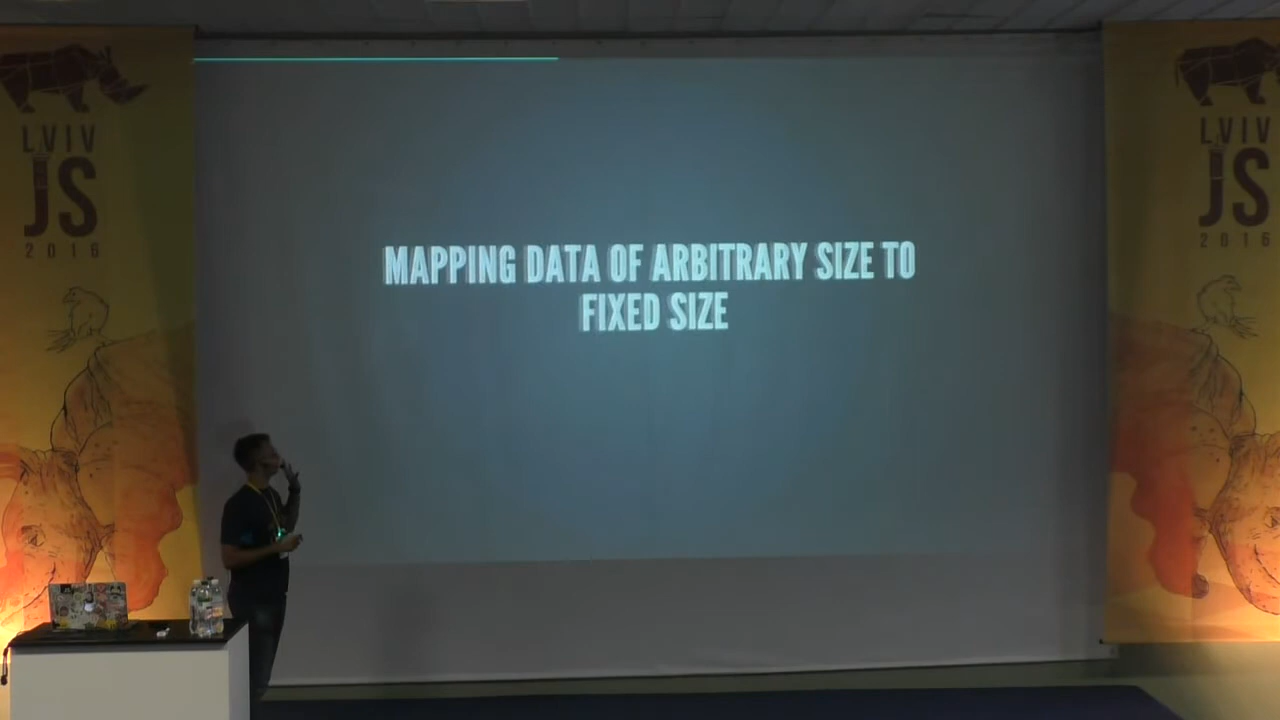 LVIV
JS
2016
MAPPING DATA OF ARBITRARY SIZE TO
FIXED SIZE
LVIV
JS
2016